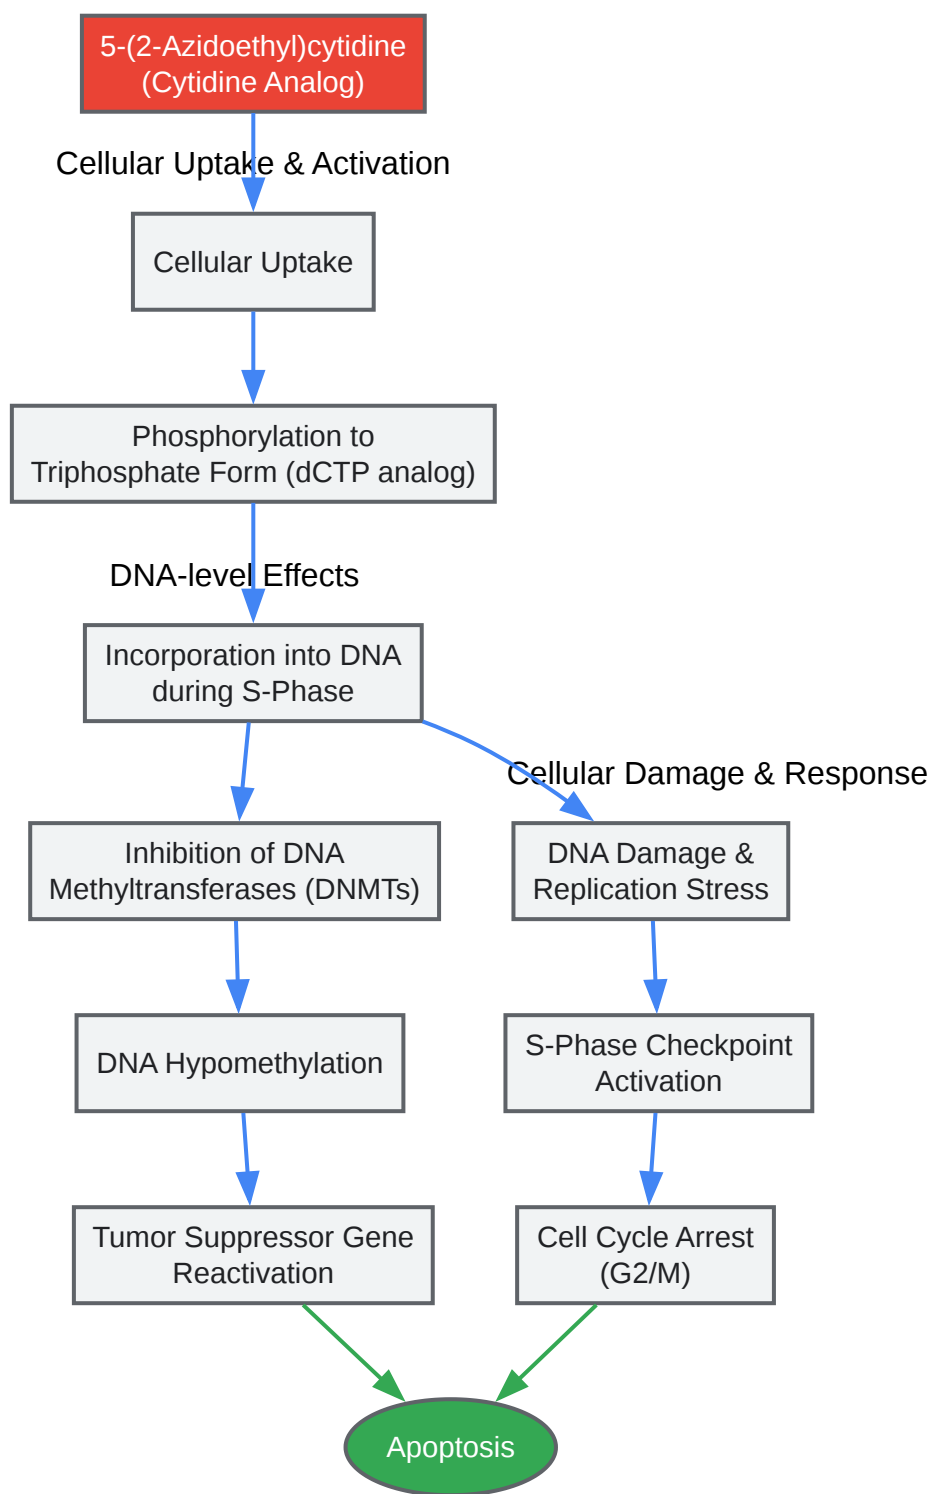 5-(2-Azidoethyl)cytidine
(Cytidine Analog)
Cellular Uptake & Activation
Cellular Uptake
Phosphorylation to
Triphosphate Form (dCTP analog)
DNA-level Effects
Incorporation into DNA
during S-Phase
Cellular Damage & Response
Inhibition of DNA
Methyltransferases (DNMTs)
DNA Damage &
Replication Stress
DNA Hypomethylation
S-Phase Checkpoint
Activation
Tumor Suppressor Gene
Reactivation
Cell Cycle Arrest
(G2/M)
Apoptosis